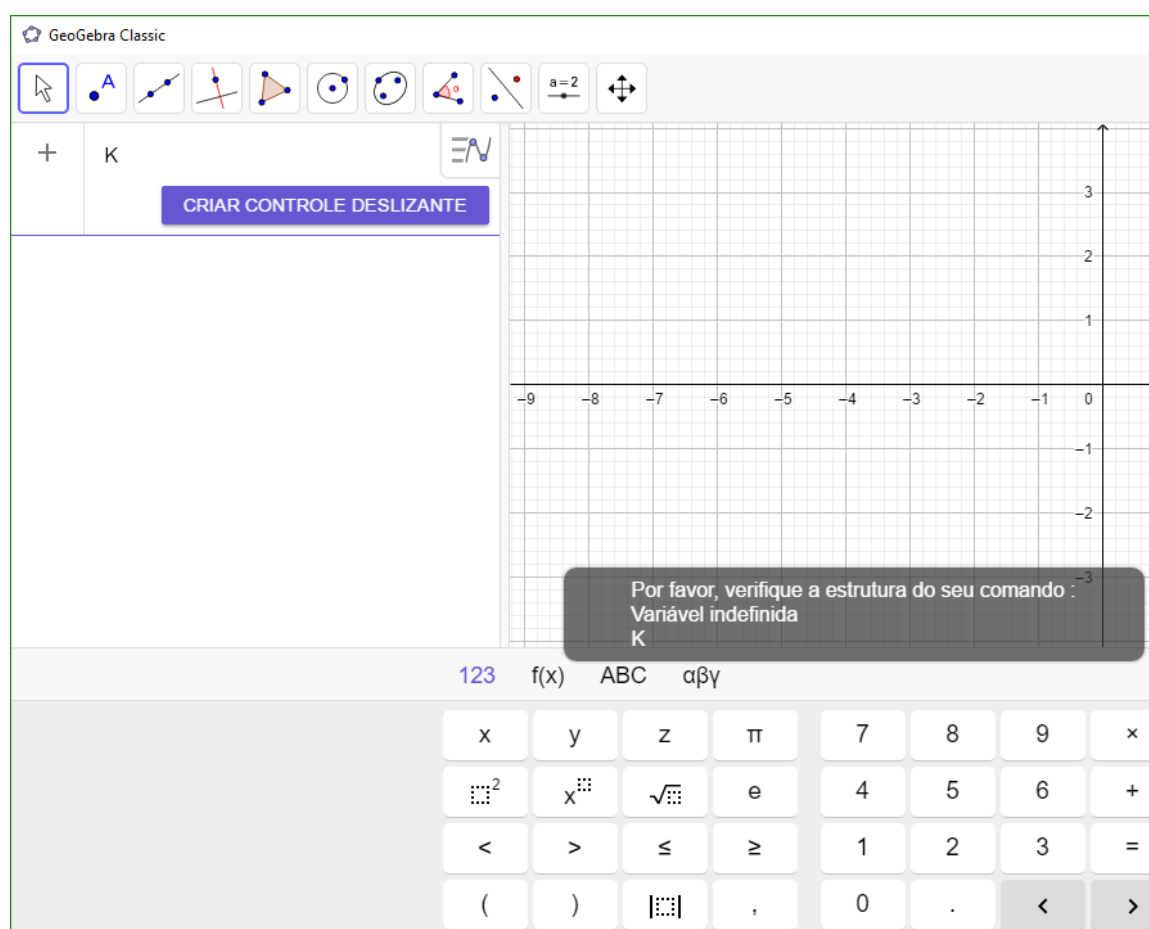 GeoGebra Classic
A
α
a=2
+ K
CRIAR CONTROLE DESLIZANTE
3
2
1
–9 –8 –7 –6 –5 –4 –3 –2 –1 0
–1
–2
–3
Por favor, verifique a estrutura do seu comando :
Variável indefinida
K
123 f(x) ABC αβγ
x y z π 7 8 9 ×
2 x √ e 4 5 6 +
< > ≤ ≥ 1 2 3 =
( ) | | , 0 . < >